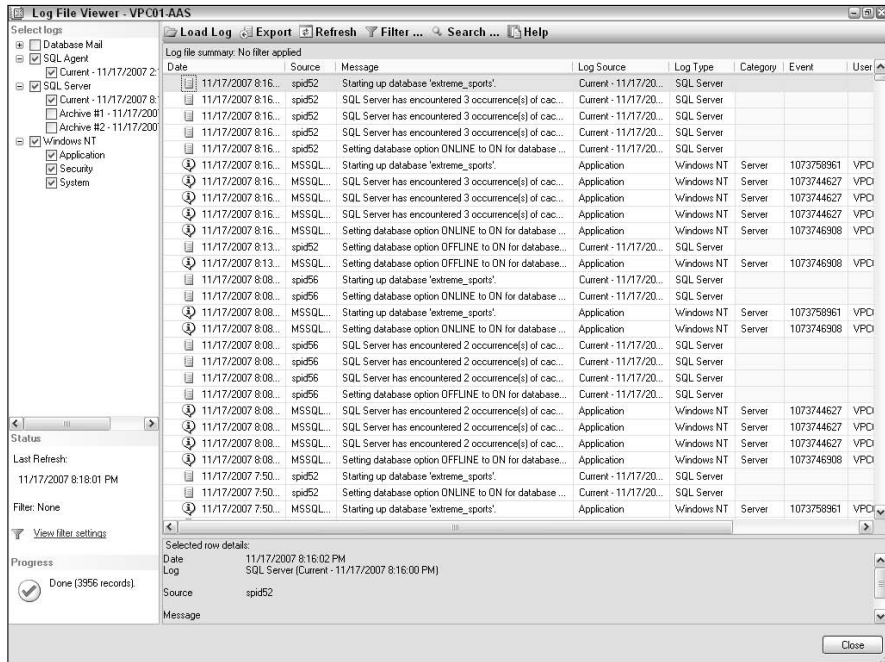 Log File Viewer - VPC01-AAS
Select logs
Database Mail
SQL Agent
Current - 11/17/2007 2:
SQL Server
Current - 11/17/2007 8:
Archive #1 - 11/17/200
Archive #2 - 11/17/200
Windows NT
Application
Security
System
Status
Last Refresh:
11/17/2007 8:18:01 PM
Filter: None
View filter settings
Progress
Done (3956 records).
Load Log Export Refresh Filter ... Search ... Help
Log file summary: No filter applied
Date Source Message Log Source Log Type Category Event User
11/17/2007 8:16... spid52 Starting up database 'extreme_sports'. Current - 11/17/20... SQL Server
11/17/2007 8:16... spid52 SQL Server has encountered 3 occurrence(s) of cac... Current - 11/17/20... SQL Server
11/17/2007 8:16... spid52 SQL Server has encountered 3 occurrence(s) of cac... Current - 11/17/20... SQL Server
11/17/2007 8:16... spid52 SQL Server has encountered 3 occurrence(s) of cac... Current - 11/17/20... SQL Server
11/17/2007 8:16... spid52 Setting database option ONLINE to ON for database ... Current - 11/17/20... SQL Server
11/17/2007 8:16... MSSQL... Starting up database 'extreme_sports'. Application Windows NT Server 1073758961 VPC
11/17/2007 8:16... MSSQL... SQL Server has encountered 3 occurrence(s) of cac... Application Windows NT Server 1073744627 VPC
11/17/2007 8:16... MSSQL... SQL Server has encountered 3 occurrence(s) of cac... Application Windows NT Server 1073744627 VPC
11/17/2007 8:16... MSSQL... SQL Server has encountered 3 occurrence(s) of cac... Application Windows NT Server 1073744627 VPC
11/17/2007 8:16... MSSQL... Setting database option ONLINE to ON for database ... Application Windows NT Server 1073746908 VPC
11/17/2007 8:13... spid52 Setting database option OFFLINE to ON for database... Current - 11/17/20... SQL Server
11/17/2007 8:13... MSSQL... Setting database option OFFLINE to ON for database... Application Windows NT Server 1073746908 VPC
11/17/2007 8:08... spid56 Starting up database 'extreme_sports'. Current - 11/17/20... SQL Server
11/17/2007 8:08... spid56 Setting database option ONLINE to ON for database ... Current - 11/17/20... SQL Server
11/17/2007 8:08... MSSQL... Starting up database 'extreme_sports'. Application Windows NT Server 1073758961 VPC
11/17/2007 8:08... MSSQL... Setting database option ONLINE to ON for database ... Application Windows NT Server 1073746908 VPC
11/17/2007 8:08... spid56 SQL Server has encountered 2 occurrence(s) of cac... Current - 11/17/20... SQL Server
11/17/2007 8:08... spid56 SQL Server has encountered 2 occurrence(s) of cac... Current - 11/17/20... SQL Server
11/17/2007 8:08... spid56 SQL Server has encountered 2 occurrence(s) of cac... Current - 11/17/20... SQL Server
11/17/2007 8:08... spid56 Setting database option OFFLINE to ON for database... Current - 11/17/20... SQL Server
11/17/2007 8:08... MSSQL... SQL Server has encountered 2 occurrence(s) of cac... Application Windows NT Server 1073744627 VPC
11/17/2007 8:08... MSSQL... SQL Server has encountered 2 occurrence(s) of cac... Application Windows NT Server 1073744627 VPC
11/17/2007 8:08... MSSQL... SQL Server has encountered 2 occurrence(s) of cac... Application Windows NT Server 1073744627 VPC
11/17/2007 8:08... MSSQL... Setting database option OFFLINE to ON for database... Application Windows NT Server 1073746908 VPC
11/17/2007 7:50... spid52 Starting up database 'extreme_sports'. Current - 11/17/20... SQL Server
11/17/2007 7:50... spid52 Setting database option ONLINE to ON for database ... Current - 11/17/20... SQL Server
11/17/2007 7:50... MSSQL... Starting up database 'extreme_sports'. Application Windows NT Server 1073758961 VPC
Selected row details:
Date 11/17/2007 8:16:02 PM
Log SQL Server (Current - 11/17/2007 8:16:00 PM)
Source spid52
Message
Close